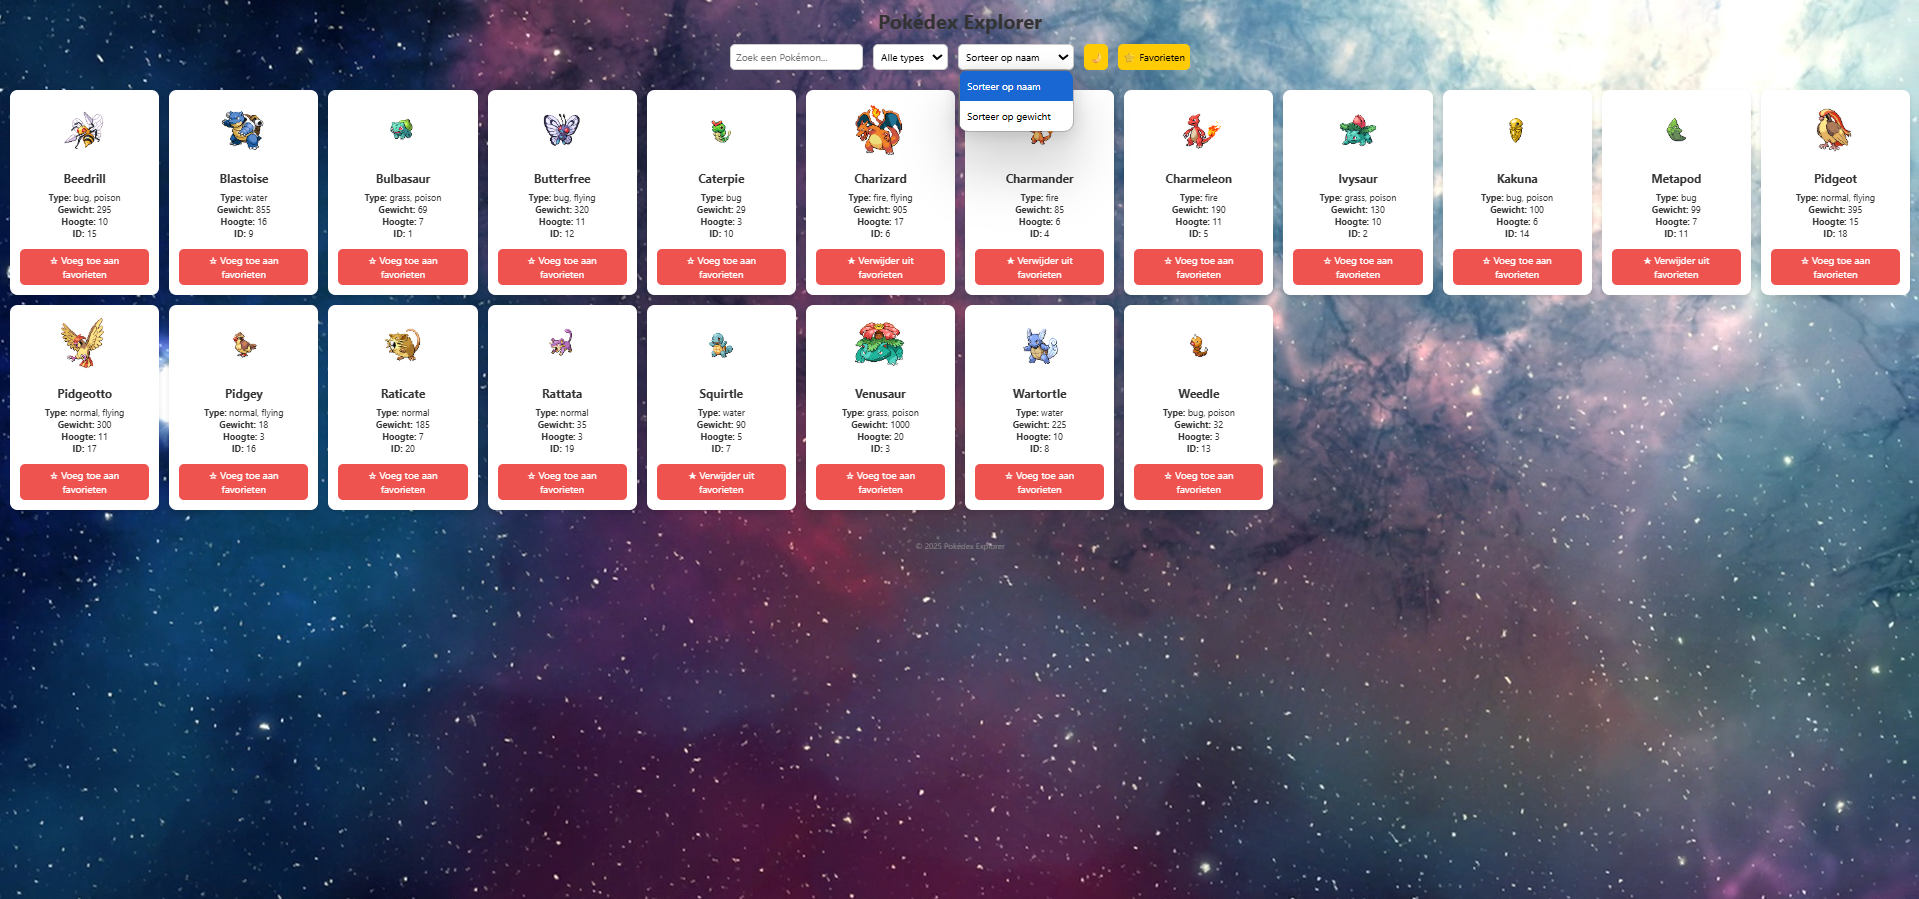 Pokédex Explorer
Zoek een Pokémon...
Alle types
Sorteer op naam
☆ Favorieten
Sorteer op naam
Sorteer op gewicht
Beedrill
Type: bug, poison
Gewicht: 295
Hoogte: 10
ID: 15
☆ Voeg toe aan
favorieten
Blastoise
Type: water
Gewicht: 855
Hoogte: 16
ID: 9
☆ Voeg toe aan
favorieten
Bulbasaur
Type: grass, poison
Gewicht: 69
Hoogte: 7
ID: 1
☆ Voeg toe aan
favorieten
Butterfree
Type: bug, flying
Gewicht: 320
Hoogte: 11
ID: 12
☆ Voeg toe aan
favorieten
Caterpie
Type: bug
Gewicht: 29
Hoogte: 3
ID: 10
☆ Voeg toe aan
favorieten
Charizard
Type: fire, flying
Gewicht: 905
Hoogte: 17
ID: 6
★ Verwijder uit
favorieten
Charmander
Type: fire
Gewicht: 85
Hoogte: 6
ID: 4
★ Verwijder uit
favorieten
Charmeleon
Type: fire
Gewicht: 190
Hoogte: 11
ID: 5
☆ Voeg toe aan
favorieten
Ivysaur
Type: grass, poison
Gewicht: 130
Hoogte: 10
ID: 2
☆ Voeg toe aan
favorieten
Kakuna
Type: bug, poison
Gewicht: 100
Hoogte: 6
ID: 14
☆ Voeg toe aan
favorieten
Metapod
Type: bug
Gewicht: 99
Hoogte: 7
ID: 11
★ Verwijder uit
favorieten
Pidgeot
Type: normal, flying
Gewicht: 395
Hoogte: 15
ID: 18
☆ Voeg toe aan
favorieten
Pidgeotto
Type: normal, flying
Gewicht: 300
Hoogte: 11
ID: 17
☆ Voeg toe aan
favorieten
Pidgey
Type: normal, flying
Gewicht: 18
Hoogte: 3
ID: 16
☆ Voeg toe aan
favorieten
Raticate
Type: normal
Gewicht: 185
Hoogte: 7
ID: 20
☆ Voeg toe aan
favorieten
Rattata
Type: normal
Gewicht: 35
Hoogte: 3
ID: 19
☆ Voeg toe aan
favorieten
Squirtle
Type: water
Gewicht: 90
Hoogte: 5
ID: 7
★ Verwijder uit
favorieten
Venusaur
Type: grass, poison
Gewicht: 1000
Hoogte: 20
ID: 3
☆ Voeg toe aan
favorieten
Wartortle
Type: water
Gewicht: 225
Hoogte: 10
ID: 8
☆ Voeg toe aan
favorieten
Weedle
Type: bug, poison
Gewicht: 32
Hoogte: 3
ID: 13
☆ Voeg toe aan
favorieten
© 2025 Pokédex Explorer